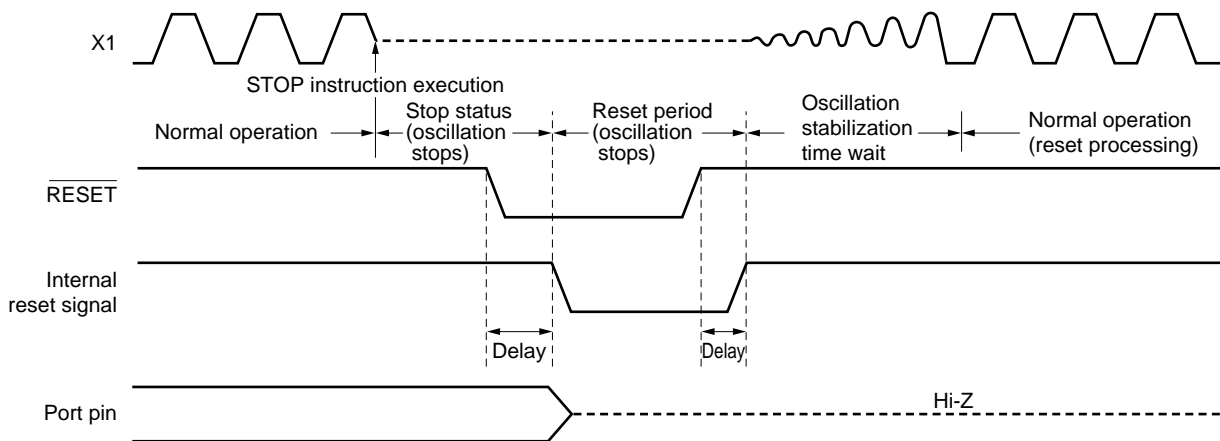 X1
STOP instruction execution
Normal operation
Stop status
(oscillation
stops)
Reset period
(oscillation
stops)
Oscillation
stabilization
time wait
Normal operation
(reset processing)
RESET
Internal
reset signal
Delay
Delay
Port pin
Hi-Z